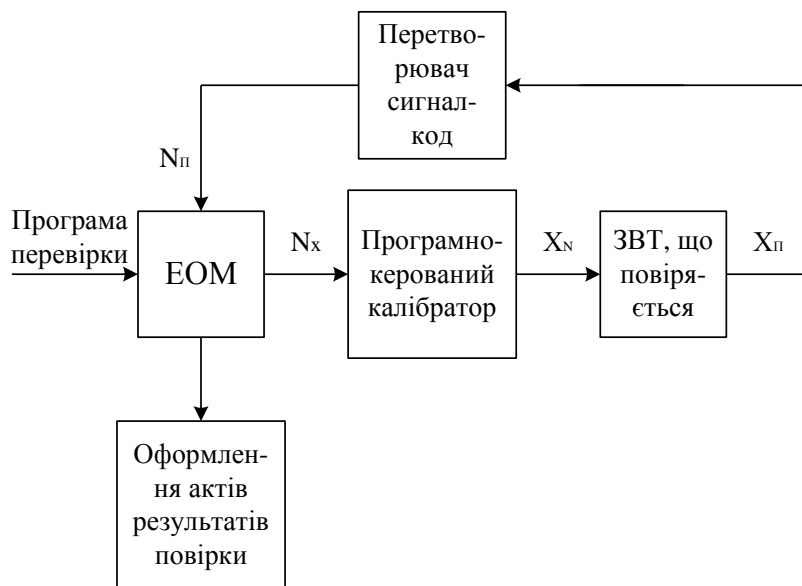 Перетво-
рювач
сигнал-
код
Nп
Програма
перевірки
ЕОМ
Nх
Програмно-
керований
калібратор
XN
ЗВТ, що
повіря-
ється
Xп
Оформлен-
ня актів
результатів
повірки